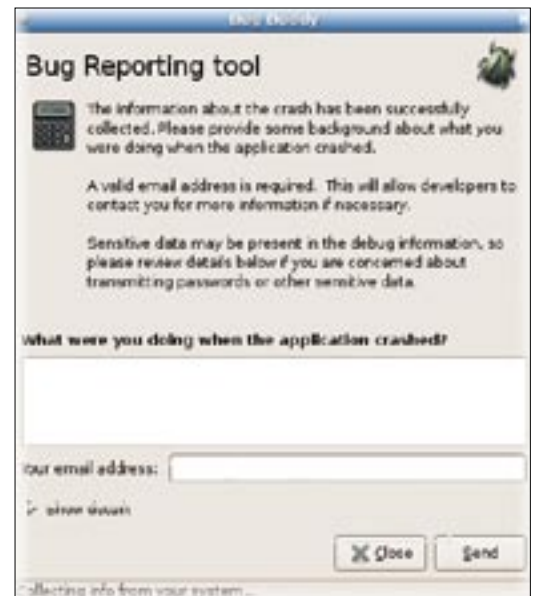 Bug Buddy
Bug Reporting tool
The information about the crash has been successfully
collected. Please provide some background about what you
were doing when the application crashed.
A valid email address is required. This will allow developers to
contact you for more information if necessary.
Sensitive data may be present in the debug information, so
please review details below if you are concerned about
transmitting passwords or other sensitive data.
What were you doing when the application crashed?
Your email address:
Show details
Close
Send
Collecting info from your system...